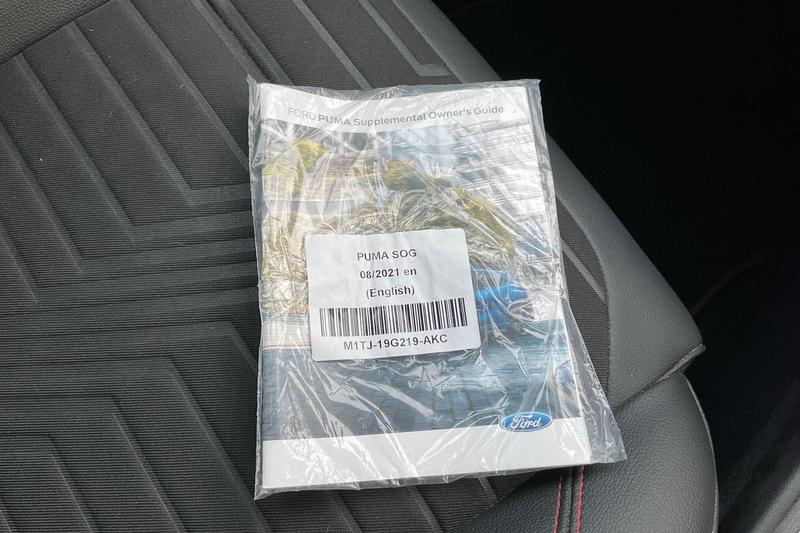 FORD PUMA Supplemental Owner's Guide
PUMA SOG
08/2021 en
(English)
M1TJ-19G219-AKC
Ford